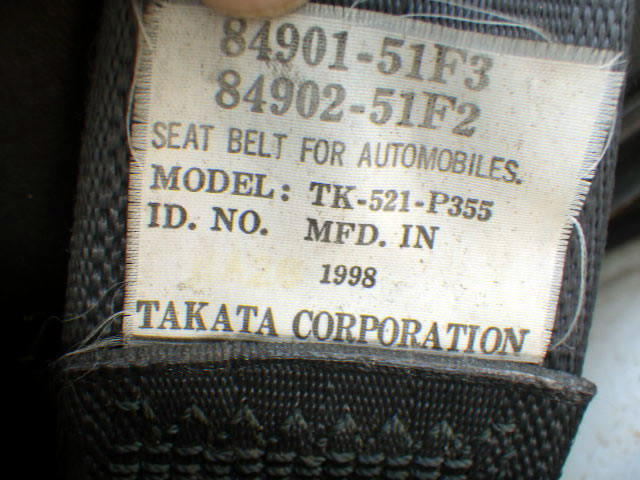 84901-51F3
84902-51F2
SEAT BELT FOR AUTOMOBILES.
MODEL: TK-521-P355
ID. NO. MFD. IN
1998
TAKATA CORPORATION